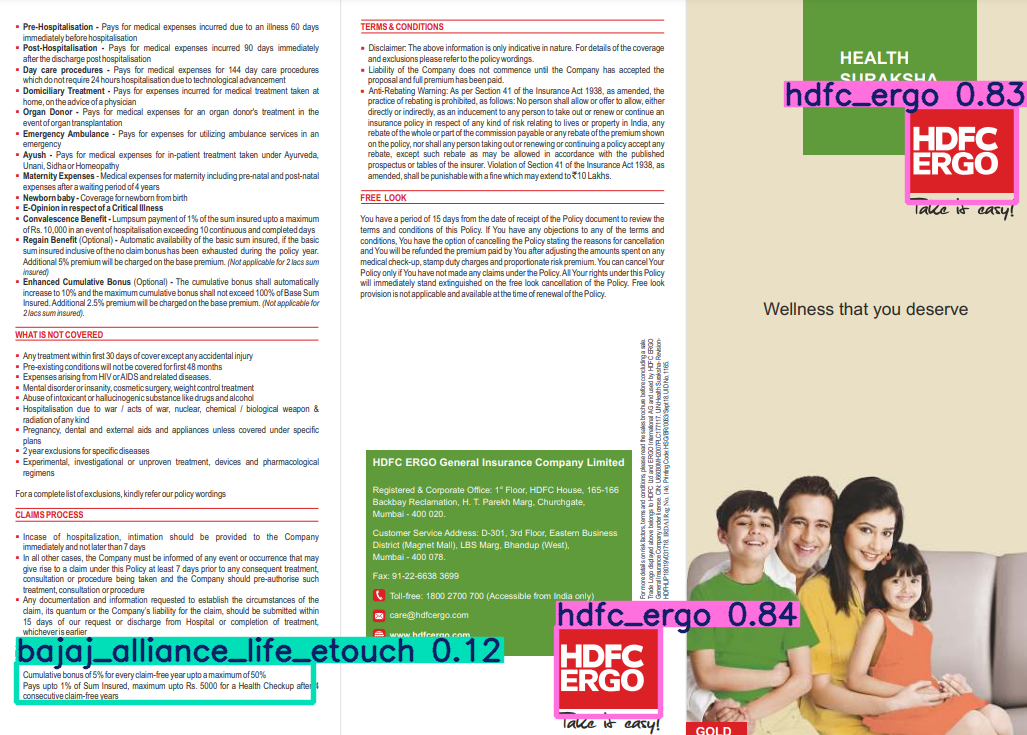 Pre-Hospitalisation - Pays for medical expenses incurred due to an illness 60 days
immediately before hospitalisation
Post-Hospitalisation - Pays for medical expenses incurred 90 days immediately
after the discharge post hospitalisation
Day care procedures - Pays for medical expenses for 144 day care procedures
which do not require 24 hours hospitalisation due to technological advancement
Domiciliary Treatment - Pays for expenses incurred for medical treatment taken at
home, on the advice of a physician
Organ Donor - Pays for medical expenses for an organ donor's treatment in the
event of organ transplantation
Emergency Ambulance - Pays for expenses for utilizing ambulance services in an
emergency
Ayush - Pays for medical expenses for in-patient treatment taken under Ayurveda,
Unani, Sidha or Homeopathy
Maternity Expenses - Medical expenses for maternity including pre-natal and post-natal
expenses after a waiting period of 4 years
Newborn baby - Coverage for newborn from birth
E-Opinion in respect of a Critical Illness
Convalescence Benefit - Lumpsum payment of 1% of the sum insured upto a maximum
of Rs. 10,000 in an event of hospitalisation exceeding 10 continuous and completed days
Regain Benefit (Optional) - Automatic availability of the basic sum insured, if the basic
sum insured inclusive of the no claim bonus has been exhausted during the policy year.
Additional 5% premium will be charged on the base premium. (Not applicable for 2 lacs sum
insured)
Enhanced Cumulative Bonus (Optional) - The cumulative bonus shall automatically
increase to 10% and the maximum cumulative bonus shall not exceed 100% of Base Sum
Insured. Additional 2.5% premium will be charged on the base premium. (Not applicable for
2 lacs sum insured).
WHAT IS NOT COVERED
Any treatment within first 30 days of cover except any accidental injury
Pre-existing conditions will not be covered for first 48 months
Expenses arising from HIV or AIDS and related diseases.
Mental disorder or insanity, cosmetic surgery, weight control treatment
Abuse of intoxicant or hallucinogenic substance like drugs and alcohol
Hospitalisation due to war / acts of war, nuclear, chemical / biological weapon &
radiation of any kind
Pregnancy, dental and external aids and appliances unless covered under specific
plans
2 year exclusions for specific diseases
Experimental, investigational or unproven treatment, devices and pharmacological
regimens
For a complete list of exclusions, kindly refer our policy wordings
CLAIMS PROCESS
Incase of hospitalization, intimation should be provided to the Company
immediately and not later than 7 days
In all other cases, the Company must be informed of any event or occurrence that may
give rise to a claim under this Policy at least 7 days prior to any consequent treatment,
consultation or procedure being taken and the Company should pre-authorise such
treatment, consultation or procedure
Any documentation and information requested to establish the circumstances of the
claim, its quantum or the Company's liability for the claim, should be submitted within
15 days of our request or discharge from Hospital or completion of treatment,
whichever is earlier
bajaj_alliance_life_etouch 0.12
Cumulative bonus of 5% for every claim-free year upto a maximum of 50%
Pays upto 1% of Sum Insured, maximum upto Rs. 5000 for a Health Checkup after 4
consecutive claim-free years
TERMS & CONDITIONS
Disclaimer: The above information is only indicative in nature. For details of the coverage
and exclusions please refer to the policy wordings.
Liability of the Company does not commence until the Company has accepted the
proposal and full premium has been paid.
Anti-Rebating Warning: As per Section 41 of the Insurance Act 1938, as amended, the
practice of rebating is prohibited, as follows: No person shall allow or offer to allow, either
directly or indirectly, as an inducement to any person to take out or renew or continue an
insurance policy in respect of any kind of risk relating to lives or property in India, any
rebate of the whole or part of the commission payable or any rebate of the premium shown
on the policy, nor shall any person taking out or renewing or continuing a policy accept any
rebate, except such rebate as may be allowed in accordance with the published
prospectus or tables of the insurer. Violation of Section 41 of the Insurance Act 1938, as
amended, shall be punishable with a fine which may extend to ₹10 Lakhs.
FREE LOOK
You have a period of 15 days from the date of receipt of the Policy document to review the
terms and conditions of this Policy. If You have any objections to any of the terms and
conditions, You have the option of cancelling the Policy stating the reasons for cancellation
and You will be refunded the premium paid by You after adjusting the amounts spent on
any medical check-up, stamp duty charges and proportionate risk premium. You can cancel Your
Policy only if You have not made any claims under the Policy. All Your rights under this Policy
will immediately stand extinguished on the free look cancellation of the Policy. Free look
provision is not applicable and available at the time of renewal of the Policy.
HDFC ERGO General Insurance Company Limited
Registered & Corporate Office: 1st Floor, HDFC House, 165-166
Backbay Reclamation, H. T. Parekh Marg, Churchgate,
Mumbai - 400 020.
Customer Service Address: D-301, 3rd Floor, Eastern Business
District (Magnet Mall), LBS Marg, Bhandup (West),
Mumbai - 400 078.
Fax: 91-22-6638 3699
Toll-free: 1800 2700 700 (Accessible from India only)
care@hdfcergo.com
www.hdfcergo.com
For more details on risk factors, terms and conditions, please read the sales brochure before concluding a sale.
Trade Logo displayed above belongs to HDFC Ltd and ERGO International AG and used by HDFC ERGO
General Insurance Company under license.
hdfc_ergo 0.84
HDFC
ERGO
Take it easy!
HEALTH
SURAKSHA
hdfc_ergo 0.83
HDFC
ERGO
Take it easy!
Wellness that you deserve
GOLD